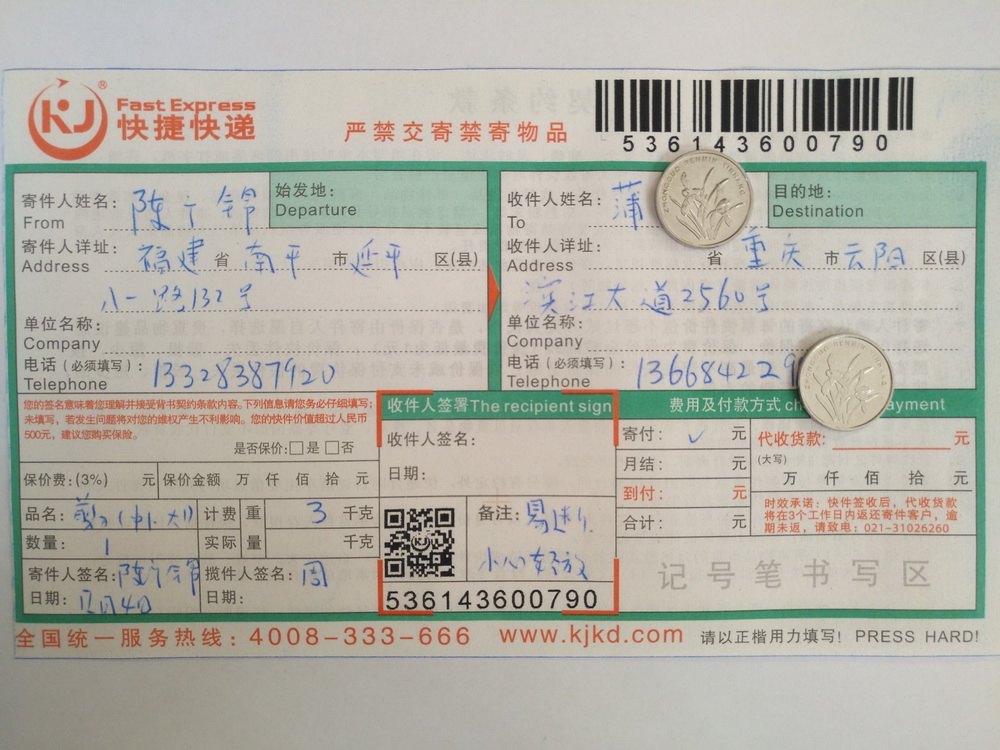 KJ®
Fast Express
快捷快递
严禁交寄禁寄物品
536143600790
寄件人姓名: 陈宁锦
From
始发地:
Departure
寄件人详址: 福建 省 南平 市 延平 区(县)
Address
八一路132号
单位名称:
Company
电话(必须填写): 13328387920
Telephone
收件人姓名: 蒲
To
目的地:
Destination
收件人详址: 省 重庆 市 云阳 区(县)
Address
滨江大道2560号
单位名称:
Company
电话(必须填写): 136684229
Telephone
您的签名意味着您理解并接受背书契约条款内容。下列信息请您务必仔细填写;
未填写,若发生问题将对您的维权产生不利影响。您的快件价值超过人民币
500元,建议您购买保险。
是否保价:□是 □否
保价费:(3%) 元 保价金额 万 仟 佰 拾 元
品名: (中1、大1) 计费 重 3 千克
数量: 1 实际 量 千克
寄件人签名: 陈宁锦
日期: 12月4日
揽件人签名: 周
日期:
收件人签署The recipient sign
收件人签名:
日期:
KJ
备注: 易
小心轻放
536143600790
费用及付款方式 ch ayment
寄付: ✓ 元
月结: 元
到付: 元
合计: 元
代收货款: 元
(大写)
万 仟 佰 拾 元
时效承诺:快件签收后,代收货款
将在3个工作日内返还寄件客户,逾
期未返,请致电:021-31026260
记号笔书写区
全国统一服务热线:4008-333-666 www.kjkd.com 请以正楷用力填写! PRESS HARD!